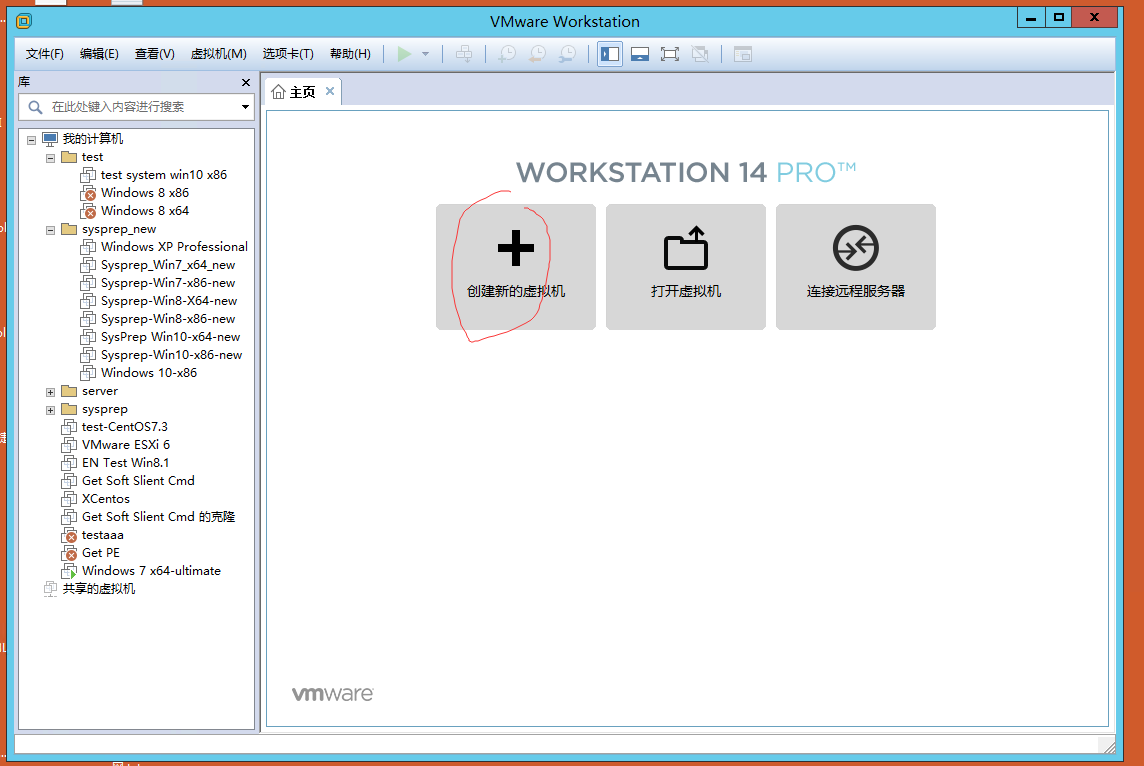 VMware Workstation
文件(F) 编辑(E) 查看(V) 虚拟机(M) 选项卡(T) 帮助(H)
库
在此处键入内容进行搜索
主页
我的计算机
test
test system win10 x86
Windows 8 x86
Windows 8 x64
sysprep_new
Windows XP Professional
Sysprep_Win7_x64_new
Sysprep-Win7-x86-new
Sysprep-Win8-X64-new
Sysprep-Win8-x86-new
SysPrep Win10-x64-new
Sysprep-Win10-x86-new
Windows 10-x86
server
sysprep
test-CentOS7.3
VMware ESXi 6
EN Test Win8.1
Get Soft Slient Cmd
XCentos
Get Soft Slient Cmd 的克隆
testaaa
Get PE
Windows 7 x64-ultimate
共享的虚拟机
WORKSTATION 14 PRO™
创建新的虚拟机 打开虚拟机 连接远程服务器
vmware